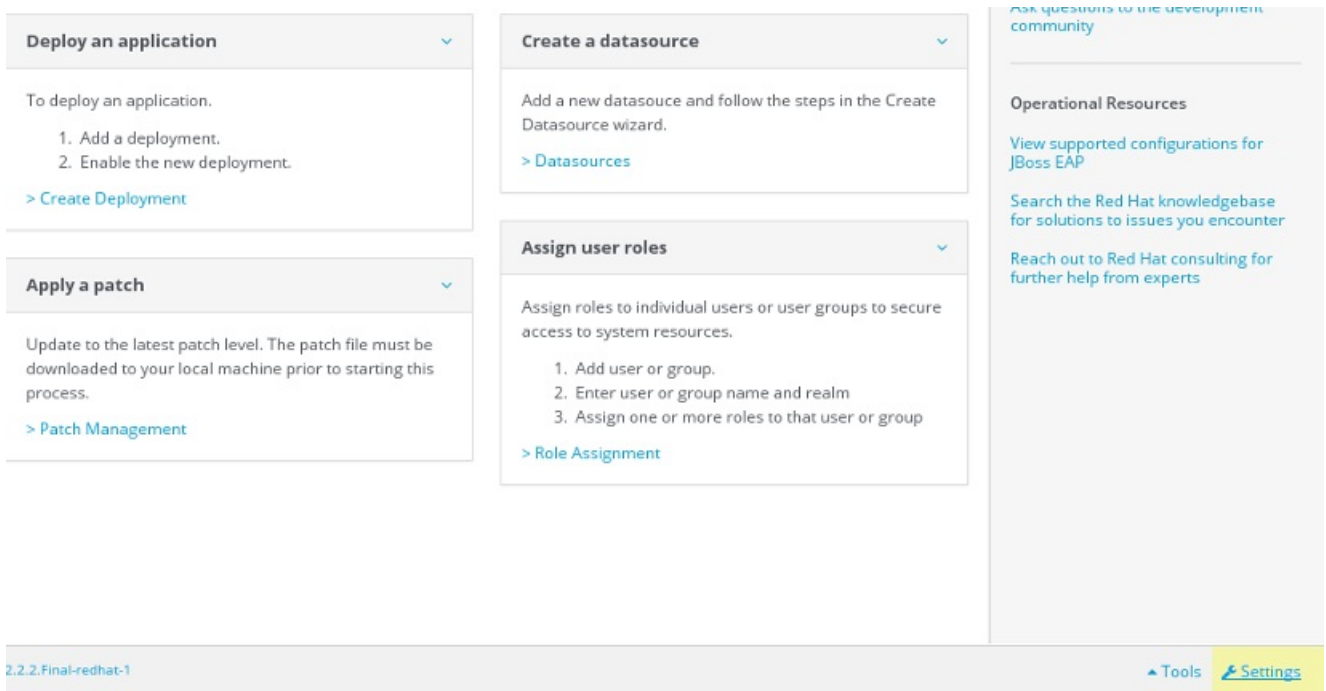 Deploy an application
To deploy an application.
1. Add a deployment.
2. Enable the new deployment.
> Create Deployment
Apply a patch
Update to the latest patch level. The patch file must be
downloaded to your local machine prior to starting this
process.
> Patch Management
Create a datasource
Add a new datasouce and follow the steps in the Create
Datasource wizard.
> Datasources
Assign user roles
Assign roles to individual users or user groups to secure
access to system resources.
1. Add user or group.
2. Enter user or group name and realm
3. Assign one or more roles to that user or group
> Role Assignment
Ask questions to the development
community
Operational Resources
View supported configurations for
JBoss EAP
Search the Red Hat knowledgebase
for solutions to issues you encounter
Reach out to Red Hat consulting for
further help from experts
2.2.2.Final-redhat-1
Tools
Settings